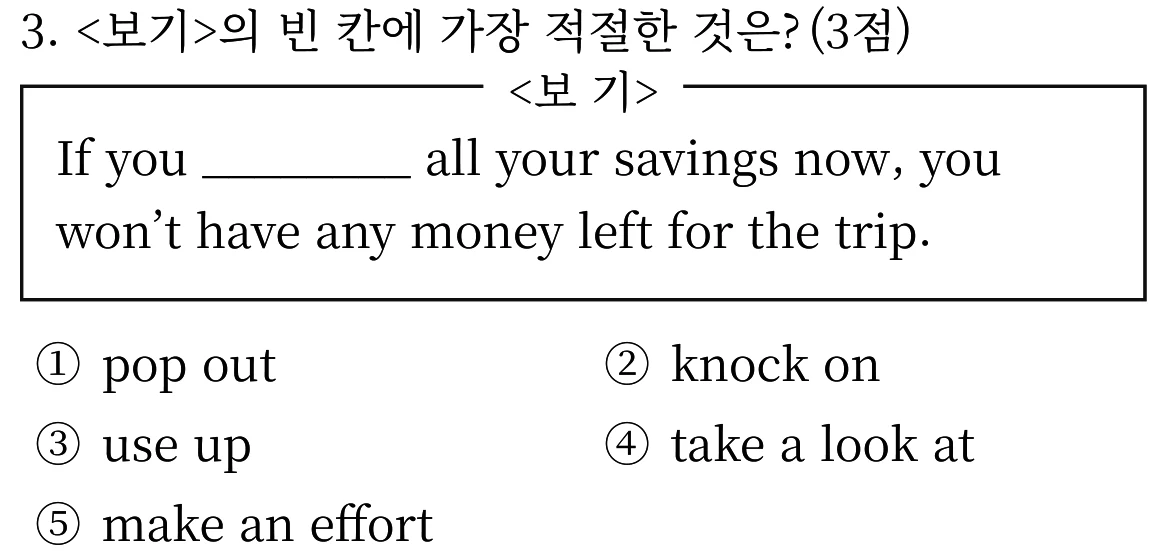 3. <보기>의 빈 칸에 가장 적절한 것은?(3점)
<보 기>
If you ________ all your savings now, you
won’t have any money left for the trip.
① pop out ② knock on
③ use up ④ take a look at
⑤ make an effort